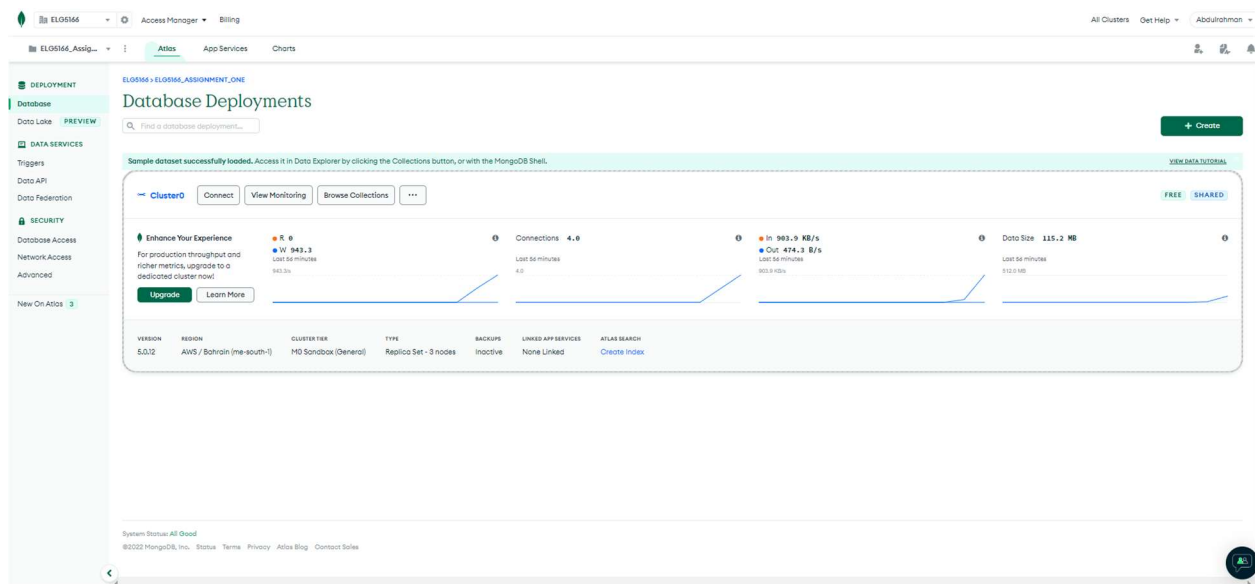 ELG5166
Access Manager
Billing
All Clusters
Get Help
Abdulrahman
ELG5166_Assig...
Atlas
App Services
Charts
DEPLOYMENT
Database
Data Lake PREVIEW
DATA SERVICES
Triggers
Data API
Data Federation
SECURITY
Database Access
Network Access
Advanced
New On Atlas 3
ELG5166 > ELG5166_ASSIGNMENT_ONE
Database Deployments
Find a database deployment...
+ Create
Sample dataset successfully loaded. Access it in Data Explorer by clicking the Collections button, or with the MongoDB Shell.
VIEW DATA TUTORIAL
Cluster0
Connect
View Monitoring
Browse Collections
...
FREE
SHARED
Enhance Your Experience
For production throughput and
richer metrics, upgrade to a
dedicated cluster now!
Upgrade
Learn More
R 0
W 943.3
Last 56 minutes
943.3/s
Connections 4.0
Last 56 minutes
4.0
In 903.9 KB/s
Out 474.3 B/s
Last 56 minutes
903.9 KB/s
Data Size 115.2 MB
Last 56 minutes
512.0 MB
VERSION
5.0.12
REGION
AWS / Bahrain (me-south-1)
CLUSTER TIER
M0 Sandbox (General)
TYPE
Replica Set - 3 nodes
BACKUPS
Inactive
LINKED APP SERVICES
None Linked
ATLAS SEARCH
Create Index
System Status: All Good
©2022 MongoDB, Inc. Status Terms Privacy Atlas Blog Contact Sales